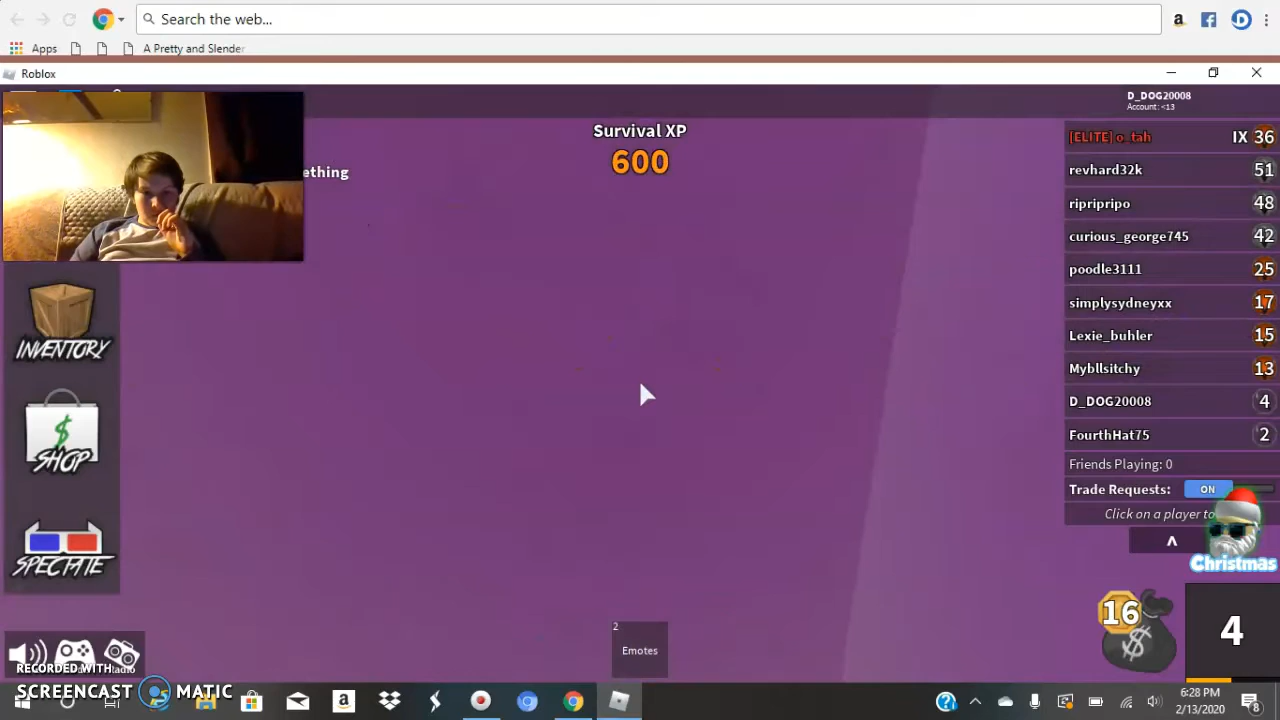 Search the web...
Apps
A Pretty and Slender
Roblox
D_DOG20008
Account: <13
Survival XP
600
ething
[ELITE] o_tah IX 36
revhard32k 51
ripripripo 48
curious_george745 42
poodle3111 25
simplysydneyxx 17
Lexie_buhler 15
Mybllsitchy 13
D_DOG20008 4
FourthHat75 2
Friends Playing: 0
Trade Requests: ON
Click on a player to
Christmas
INVENTORY
SHOP
SPECTATE
2
Emotes
16
4
RECORDED WITH
SCREENCAST MATIC
6:28 PM
2/13/2020
8